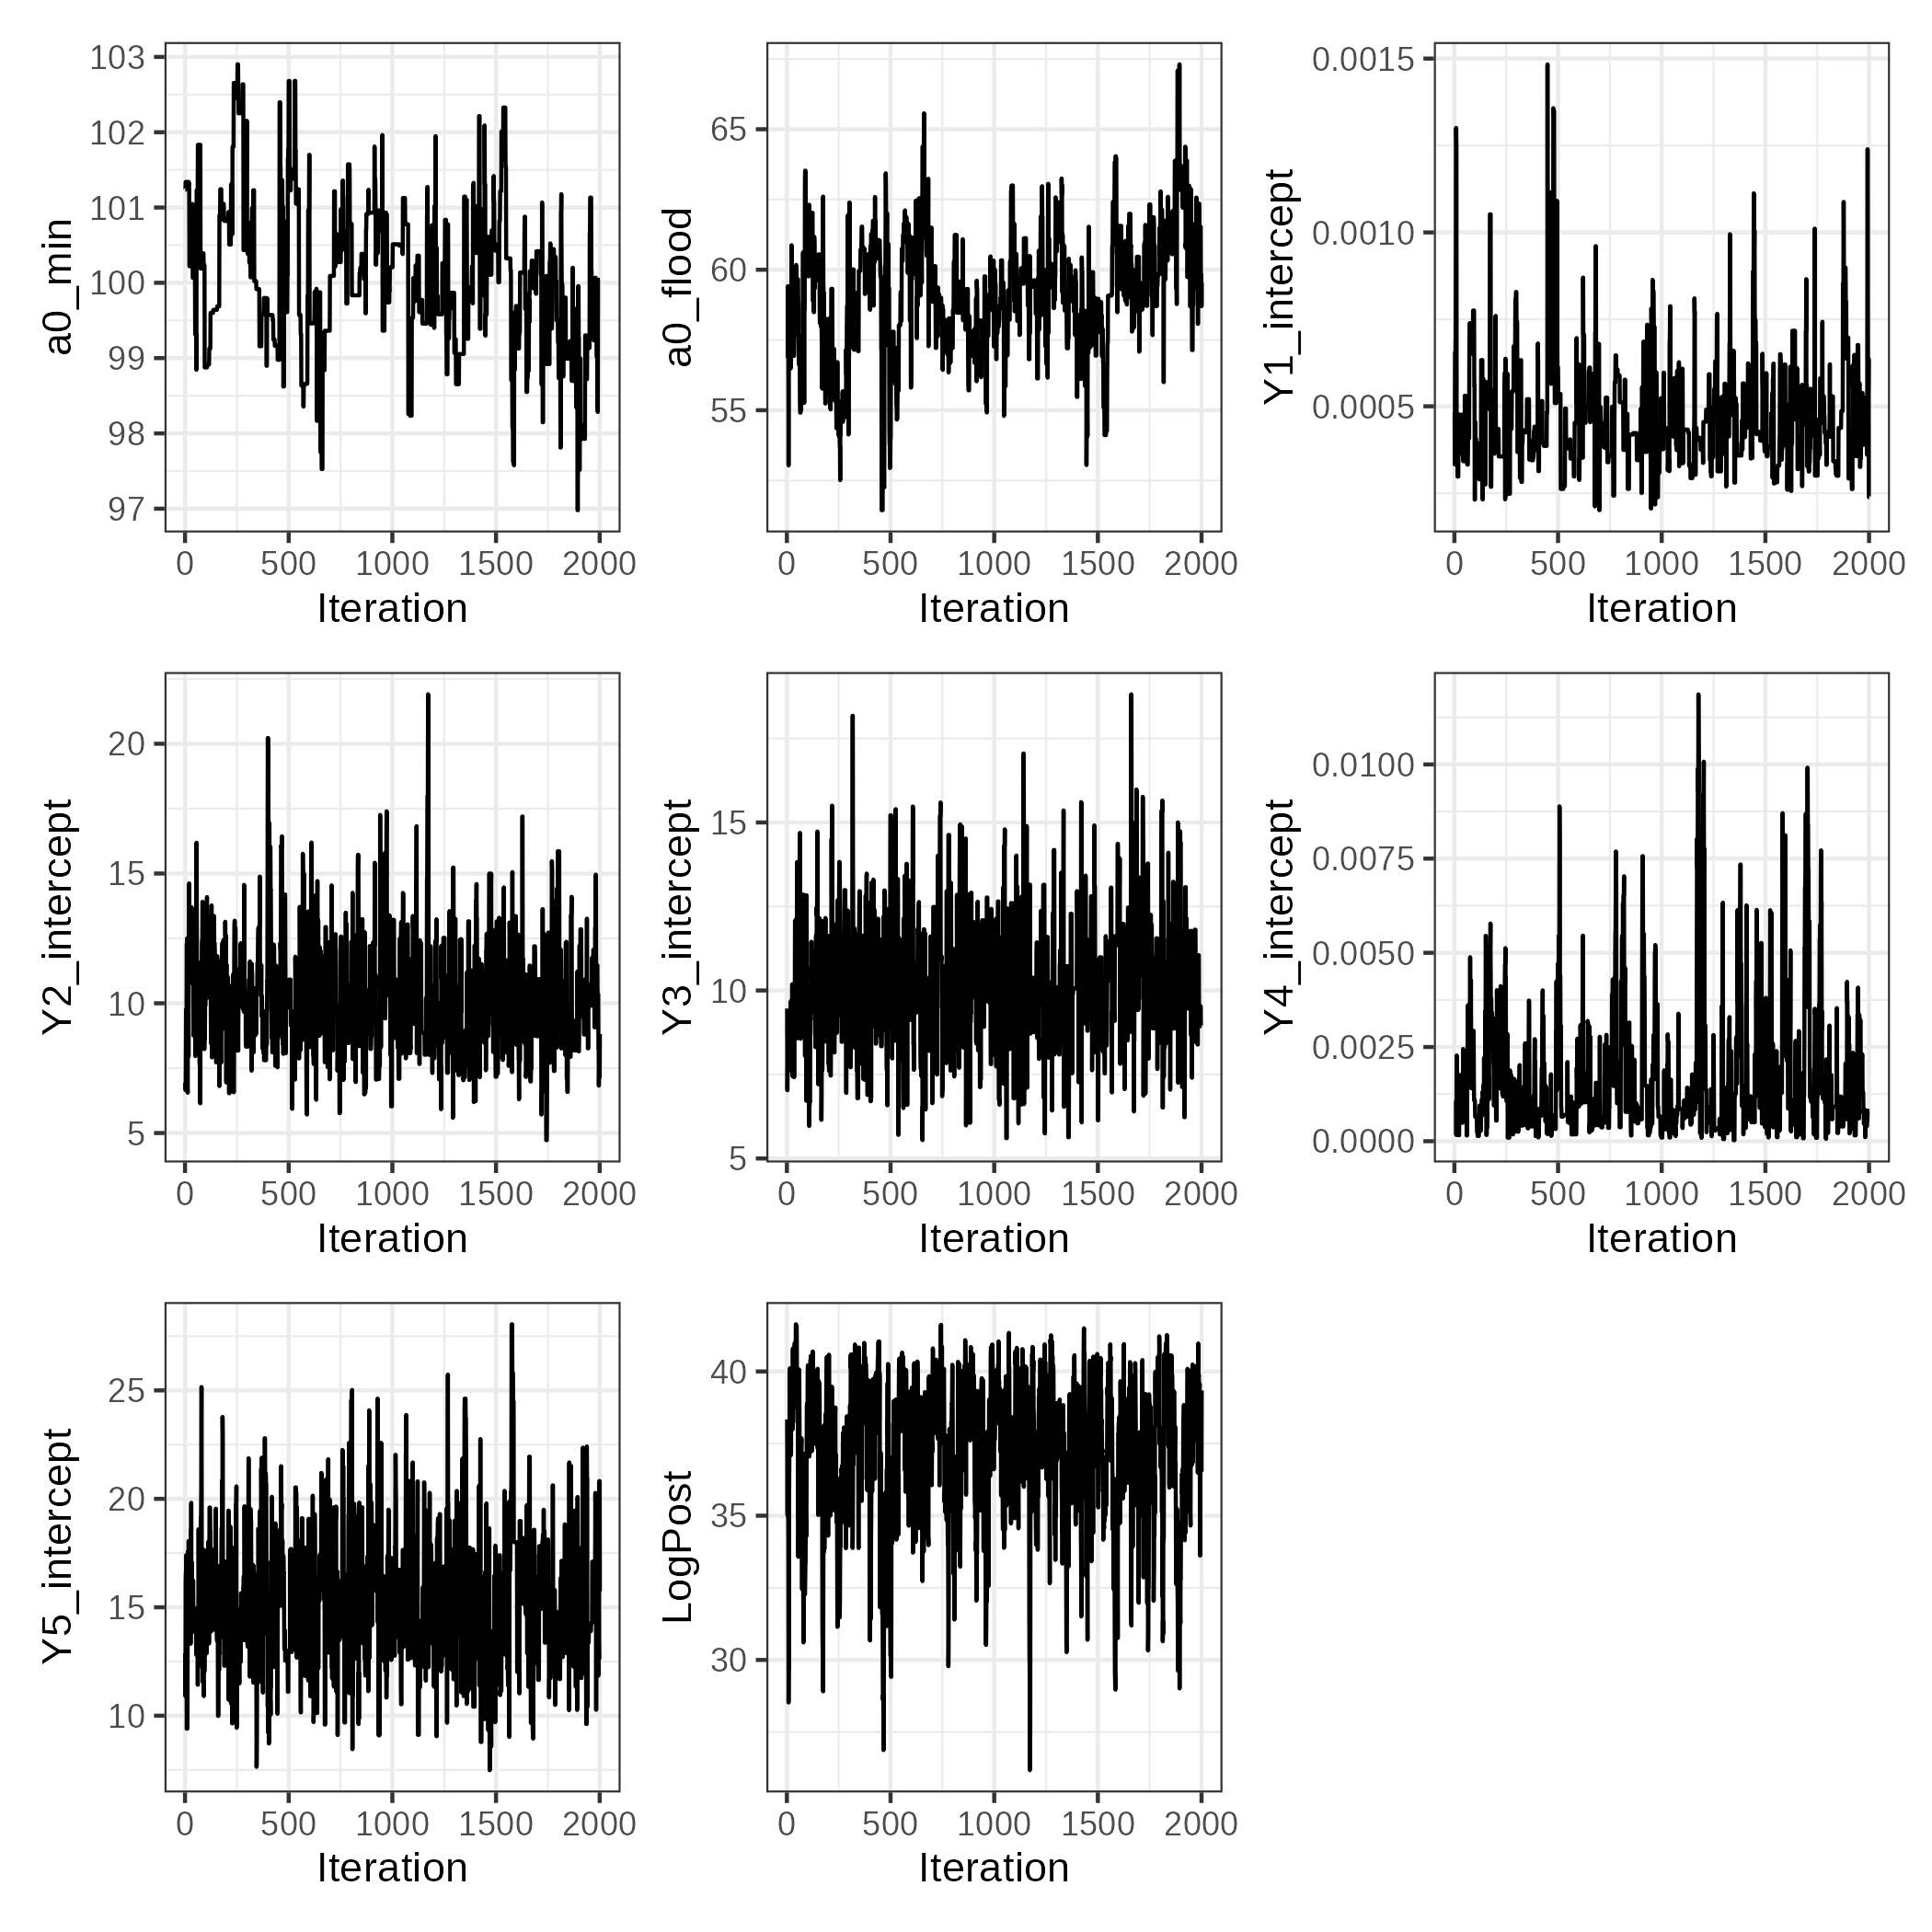 a0_min
103
102
101
100
99
98
97
0 500 1000 1500 2000
Iteration
a0_flood
65
60
55
0 500 1000 1500 2000
Iteration
Y1_intercept
0.0015
0.0010
0.0005
0 500 1000 1500 2000
Iteration
Y2_intercept
20
15
10
5
0 500 1000 1500 2000
Iteration
Y3_intercept
15
10
5
0 500 1000 1500 2000
Iteration
Y4_intercept
0.0100
0.0075
0.0050
0.0025
0.0000
0 500 1000 1500 2000
Iteration
Y5_intercept
25
20
15
10
0 500 1000 1500 2000
Iteration
LogPost
40
35
30
0 500 1000 1500 2000
Iteration